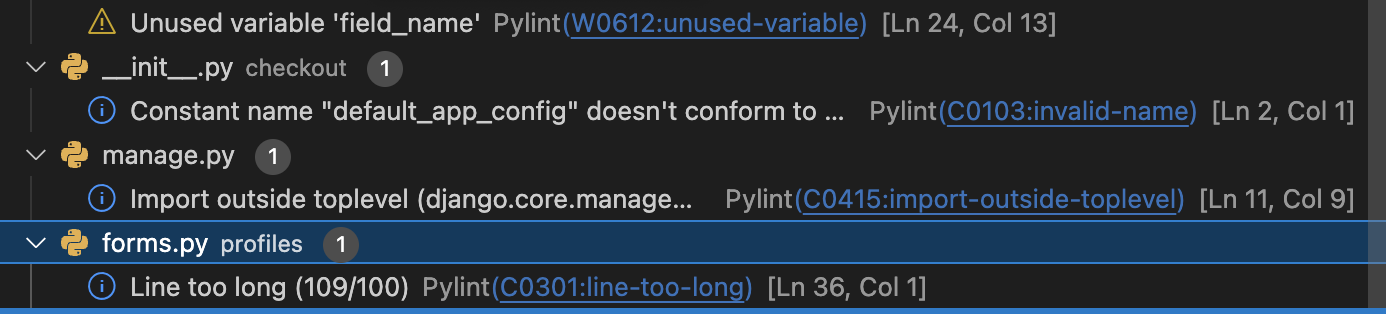 Unused variable 'field_name' Pylint(W0612:unused-variable) [Ln 24, Col 13]
__init__.py checkout 1
Constant name "default_app_config" doesn't conform to ... Pylint(C0103:invalid-name) [Ln 2, Col 1]
manage.py 1
Import outside toplevel (django.core.manage... Pylint(C0415:import-outside-toplevel) [Ln 11, Col 9]
forms.py profiles 1
Line too long (109/100) Pylint(C0301:line-too-long) [Ln 36, Col 1]